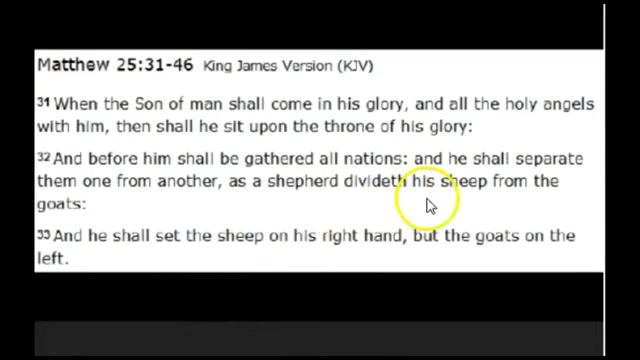 Matthew 25:31-46 King James Version (KJV)
31 When the Son of man shall come in his glory, and all the holy angels
with him, then shall he sit upon the throne of his glory:
32 And before him shall be gathered all nations: and he shall separate
them one from another, as a shepherd divideth his sheep from the
goats:
33 And he shall set the sheep on his right hand, but the goats on the
left.